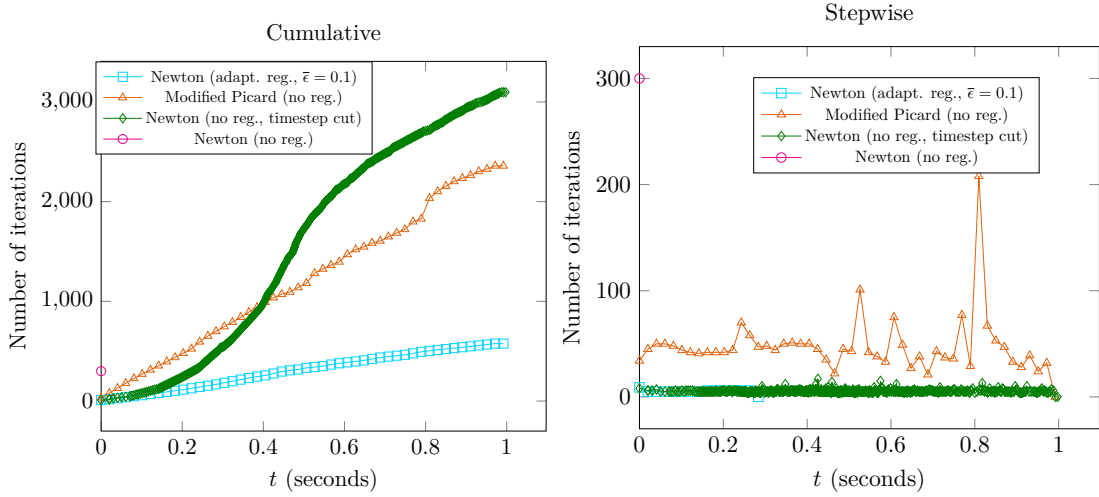 Cumulative
Newton (adapt. reg., ε̄ = 0.1)
Modified Picard (no reg.)
Newton (no reg., timestep cut)
Newton (no reg.)
3,000
2,000
1,000
0
Number of iterations
0 0.2 0.4 0.6 0.8 1
t (seconds)
Stepwise
Newton (adapt. reg., ε̄ = 0.1)
Modified Picard (no reg.)
Newton (no reg., timestep cut)
Newton (no reg.)
300
200
100
0
Number of iterations
0 0.2 0.4 0.6 0.8 1
t (seconds)